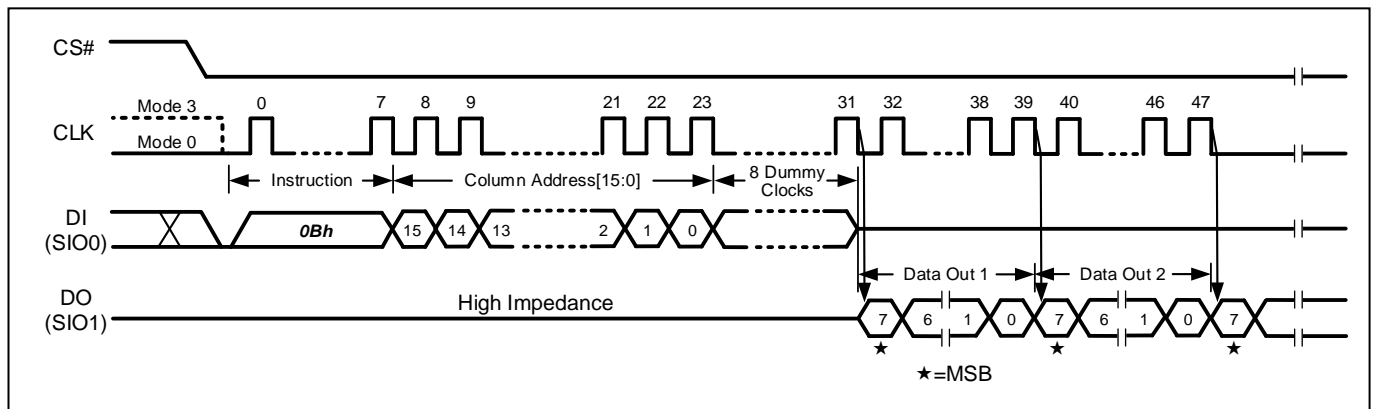 CS#
Mode 3
0 7 8 9 21 22 23 31 32 38 39 40 46 47
CLK
Mode 0
Instruction Column Address[15:0] 8 Dummy
Clocks
DI
(SIO0)
0Bh 15 14 13 2 1 0
Data Out 1 Data Out 2
DO
(SIO1)
High Impedance
7 6 1 0 7 6 1 0 7
★ ★ ★
★=MSB